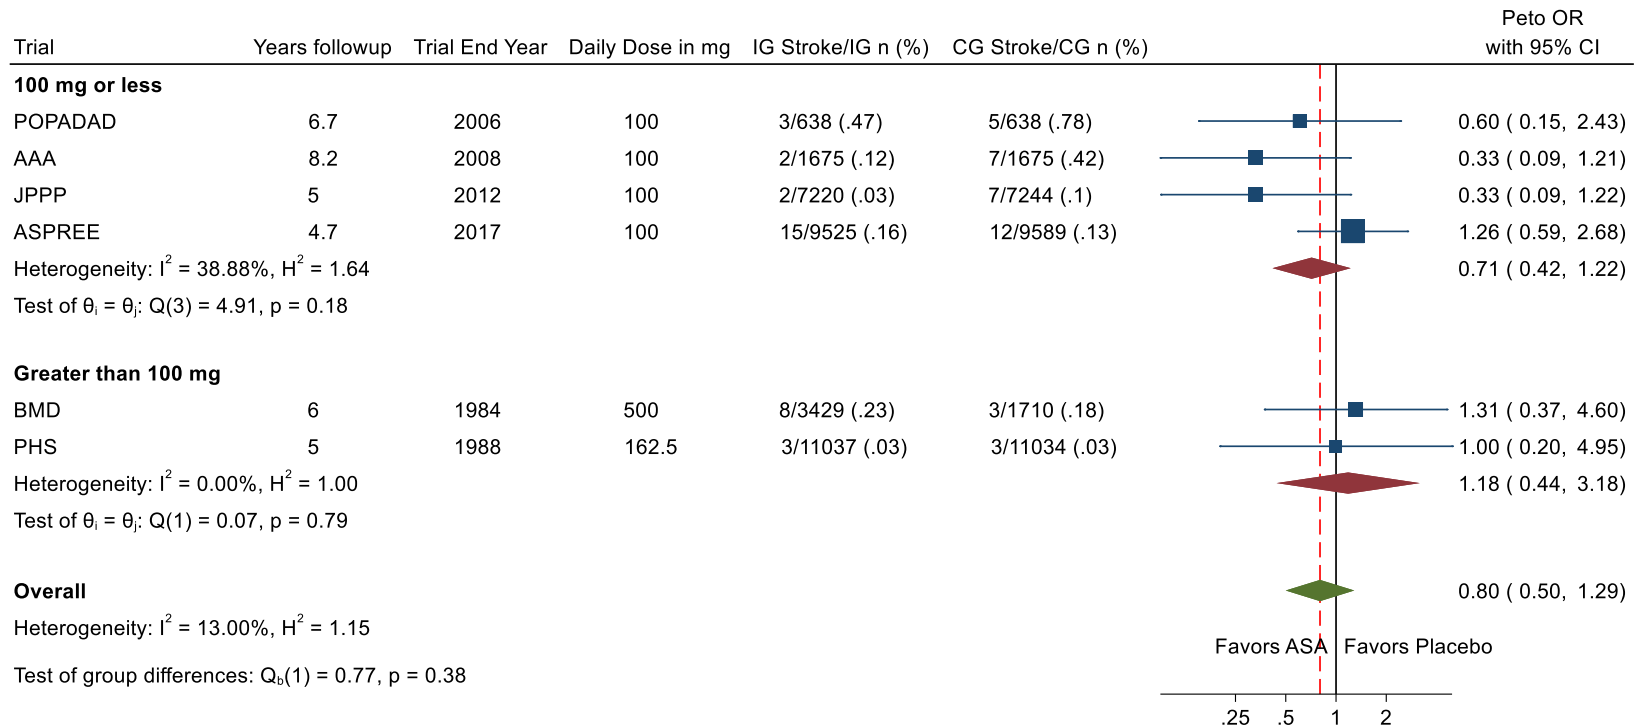 Peto OR
Trial Years followup Trial End Year Daily Dose in mg IG Stroke/IG n (%) CG Stroke/CG n (%) with 95% CI
100 mg or less
POPADAD 6.7 2006 100 3/638 (.47) 5/638 (.78) 0.60 ( 0.15, 2.43)
AAA 8.2 2008 100 2/1675 (.12) 7/1675 (.42) 0.33 ( 0.09, 1.21)
JPPP 5 2012 100 2/7220 (.03) 7/7244 (.1) 0.33 ( 0.09, 1.22)
ASPREE 4.7 2017 100 15/9525 (.16) 12/9589 (.13) 1.26 ( 0.59, 2.68)
Heterogeneity: I² = 38.88%, H² = 1.64 0.71 ( 0.42, 1.22)
Test of θᵢ = θⱼ: Q(3) = 4.91, p = 0.18
Greater than 100 mg
BMD 6 1984 500 8/3429 (.23) 3/1710 (.18) 1.31 ( 0.37, 4.60)
PHS 5 1988 162.5 3/11037 (.03) 3/11034 (.03) 1.00 ( 0.20, 4.95)
Heterogeneity: I² = 0.00%, H² = 1.00 1.18 ( 0.44, 3.18)
Test of θᵢ = θⱼ: Q(1) = 0.07, p = 0.79
Overall 0.80 ( 0.50, 1.29)
Heterogeneity: I² = 13.00%, H² = 1.15
Favors ASA Favors Placebo
Test of group differences: Q_b(1) = 0.77, p = 0.38
.25 .5 1 2